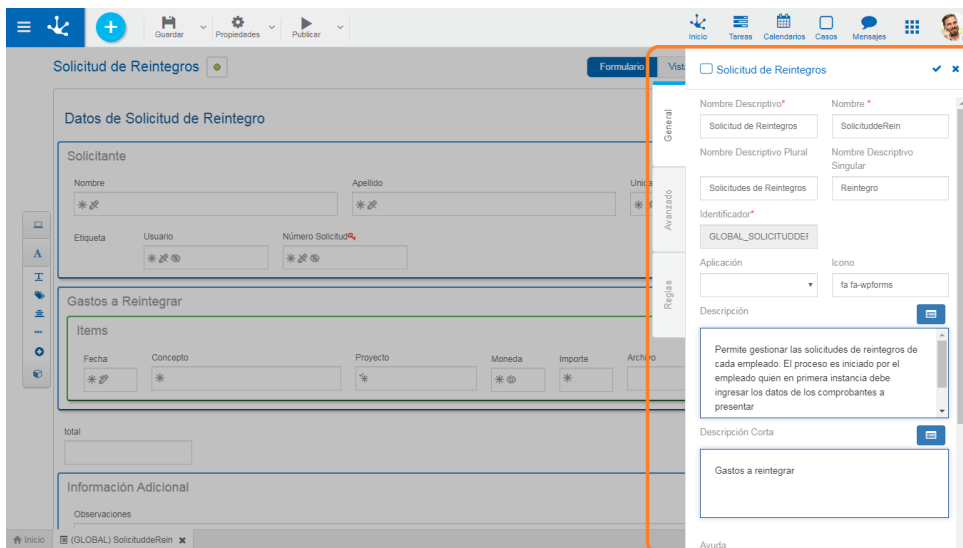 Guardar
Propiedades
Publicar
Inicio
Tareas
Calendarios
Casos
Mensajes
Solicitud de Reintegros
Formulario
Vist
Datos de Solicitud de Reintegro
Solicitante
Nombre
Apellido
Unida
Etiqueta
Usuario
Número Solicitud
Gastos a Reintegrar
Items
Fecha
Concepto
Proyecto
Moneda
Importe
Archivo
total
Información Adicional
Observaciones
General
Avanzado
Reglas
Solicitud de Reintegros
Nombre Descriptivo*
Nombre *
Solicitud de Reintegros
SolicituddeRein
Nombre Descriptivo Plural
Nombre Descriptivo
Singular
Solicitudes de Reintegros
Reintegro
Identificador*
GLOBAL_SOLICITUDDEF
Aplicación
Icono
fa fa-wpforms
Descripción
Permite gestionar las solicitudes de reintegros de
cada empleado. El proceso es iniciado por el
empleado quien en primera instancia debe
ingresar los datos de los comprobantes a
presentar
Descripción Corta
Gastos a reintegrar
Ayuda
Inicio
(GLOBAL) SolicituddeRein